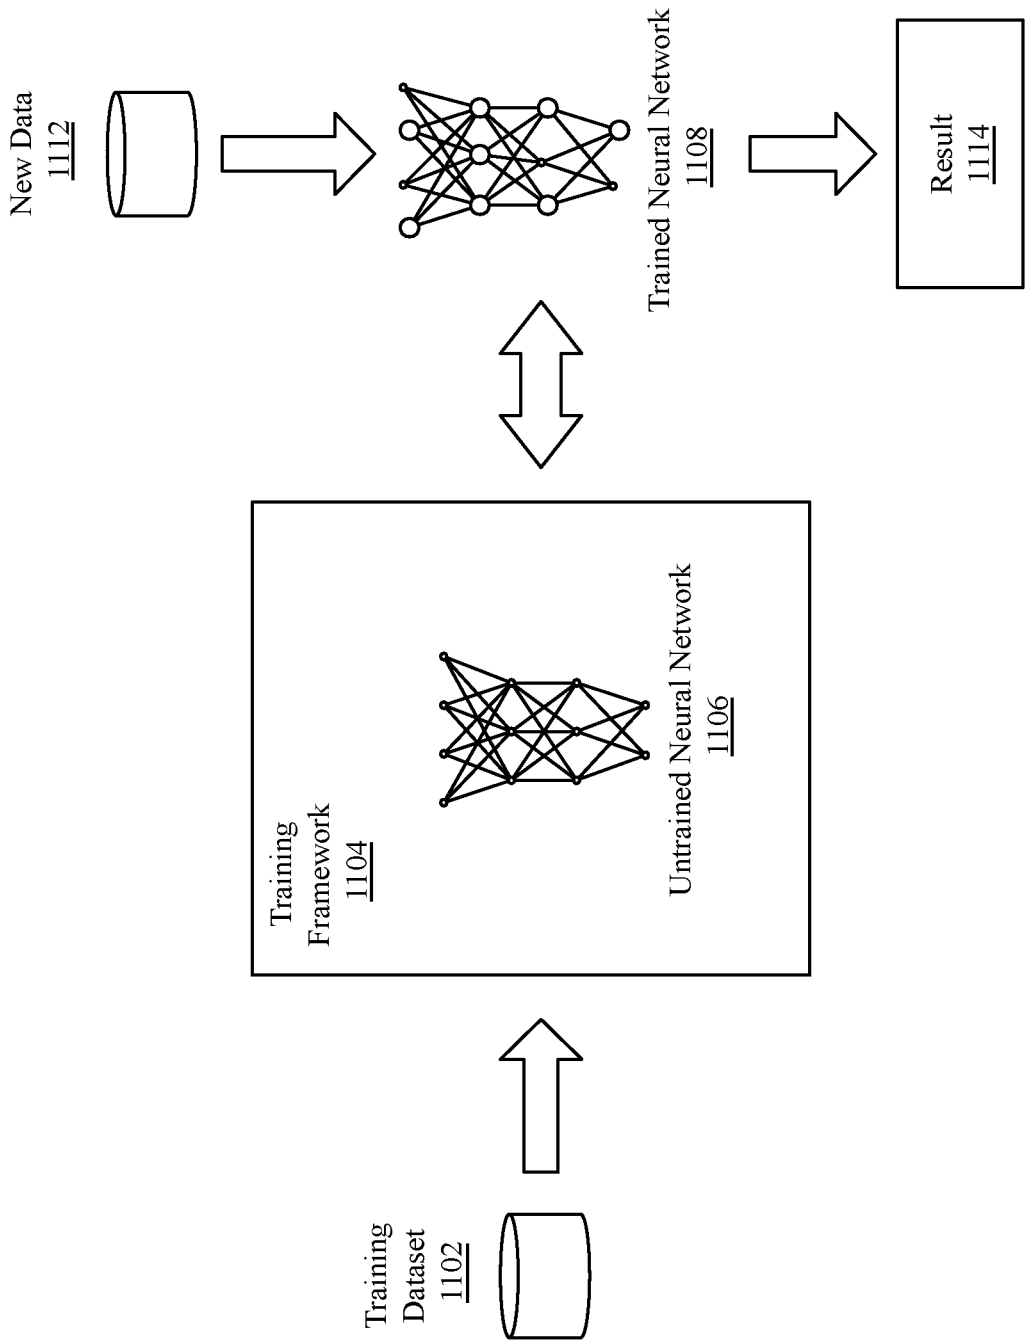 Training
Dataset
1102
Training
Framework
1104
Untrained Neural Network
1106
New Data
1112
Trained Neural Network
1108
Result
1114